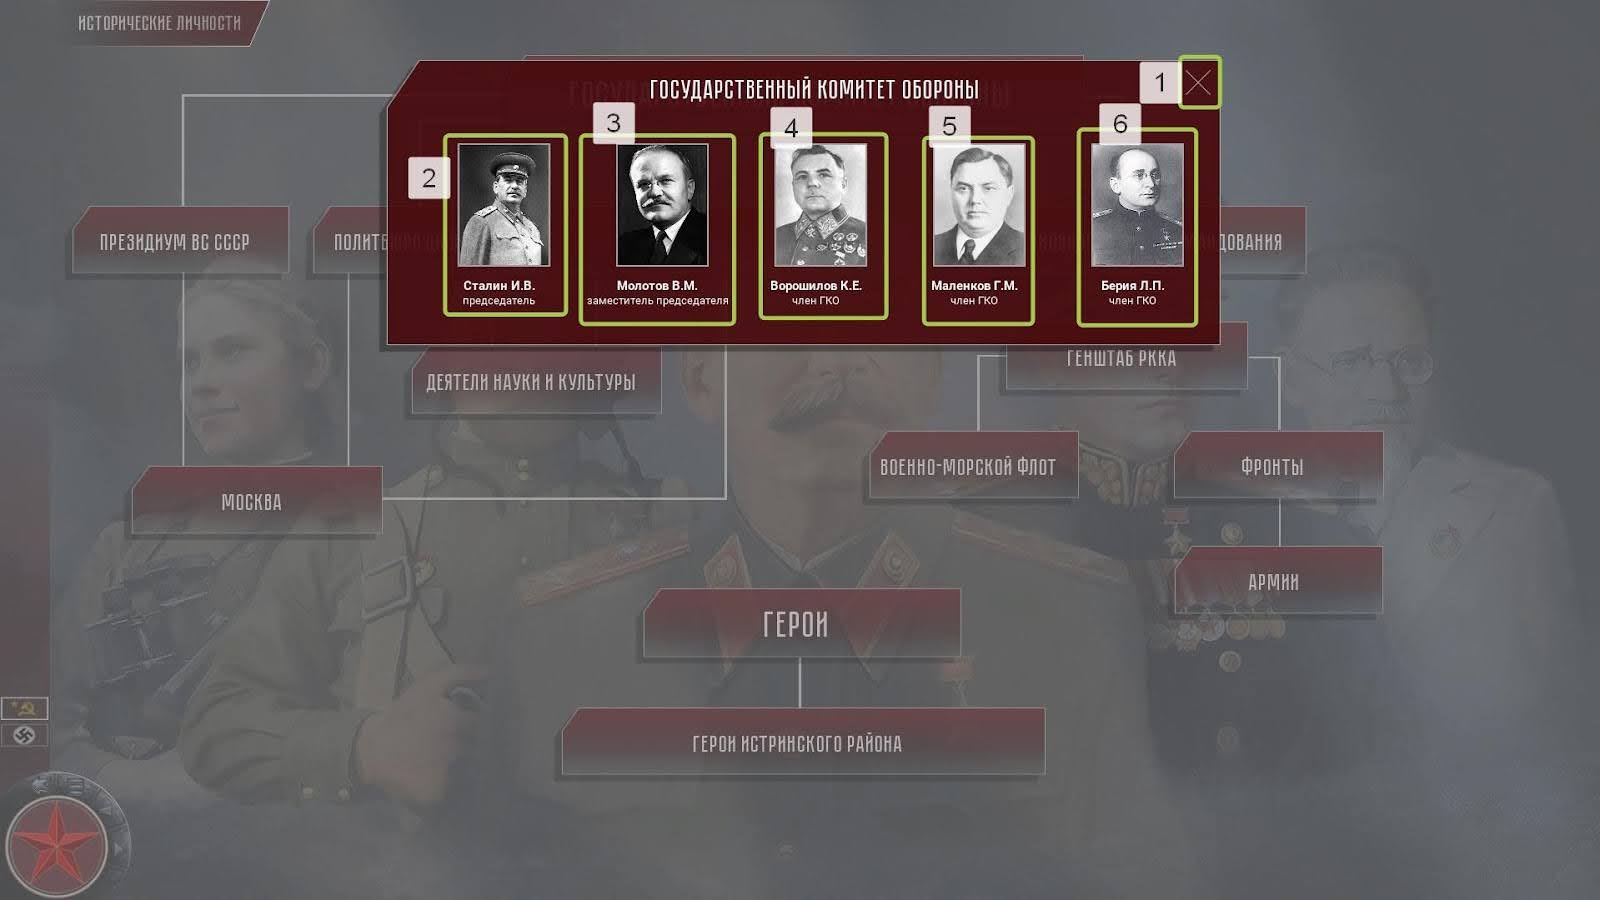 ИСТОРИЧЕСКИЕ ЛИЧНОСТИ
ГОСУДАРСТВЕННЫЙ КОМИТЕТ ОБОРОНЫ
1
2
3
4
5
6
Сталин И.В.
председатель
Молотов В.М.
заместитель председателя
Ворошилов К.Е.
член ГКО
Маленков Г.М.
член ГКО
Берия Л.П.
член ГКО
ПРЕЗИДИУМ ВС СССР
ДЕЯТЕЛИ НАУКИ И КУЛЬТУРЫ
ГЕНШТАБ РККА
МОСКВА
ВОЕННО-МОРСКОЙ ФЛОТ
ФРОНТЫ
АРМИИ
ГЕРОИ
ГЕРОИ ИСТРИНСКОГО РАЙОНА